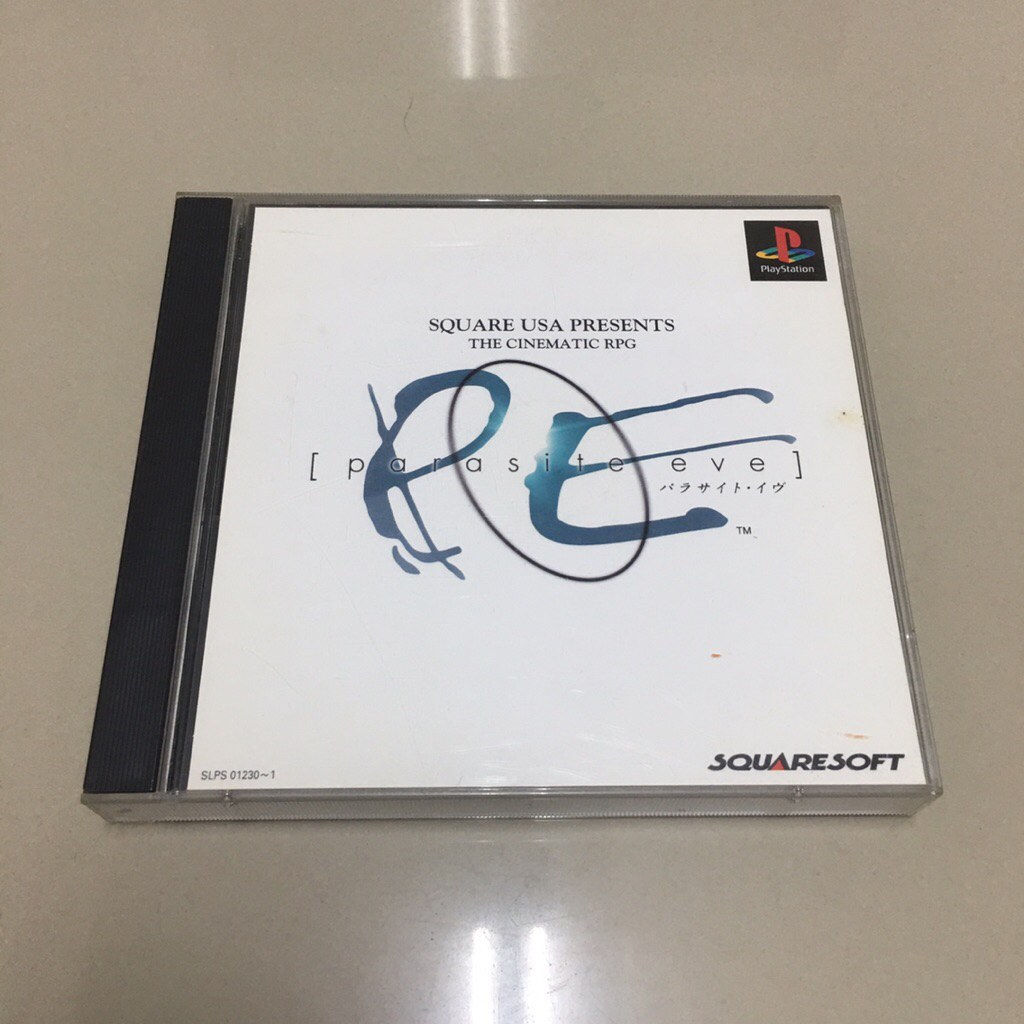 PlayStation
SQUARE USA PRESENTS
THE CINEMATIC RPG
PE
[ parasite eve ]
パラサイト・イヴ
TM
SLPS 01230~1
SQUARESOFT